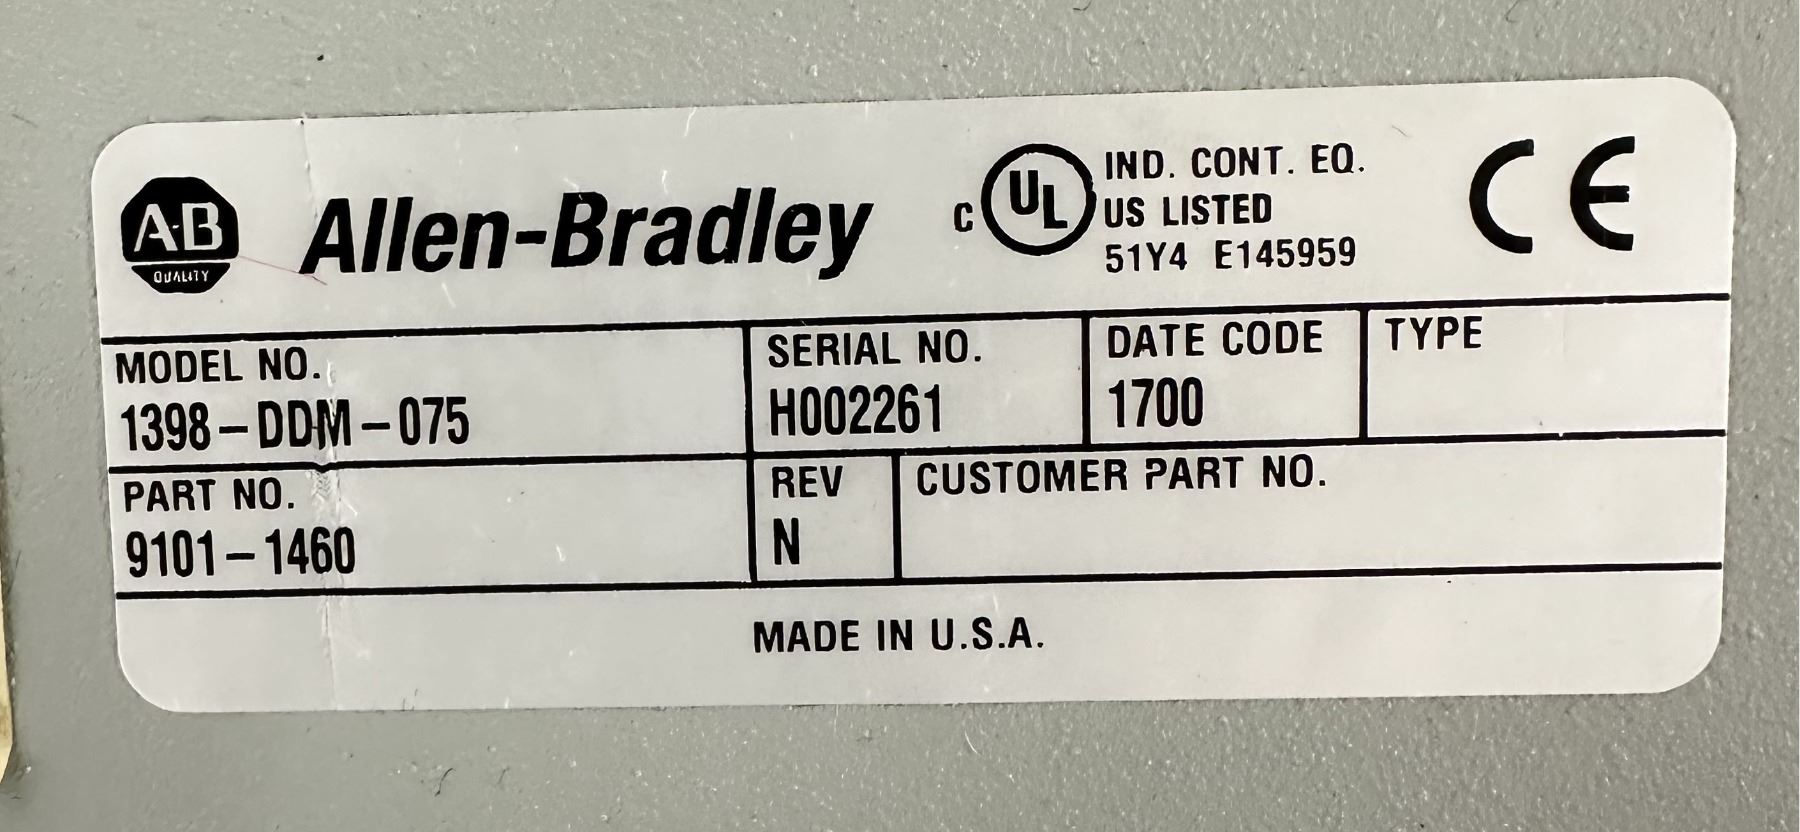 A·B
QUALITY
Allen-Bradley
C UL IND. CONT. EQ.
US LISTED
51Y4 E145959
CE
MODEL NO.
1398-DDM-075
SERIAL NO.
H002261
DATE CODE
1700
TYPE
PART NO.
9101-1460
REV
N
CUSTOMER PART NO.
MADE IN U.S.A.